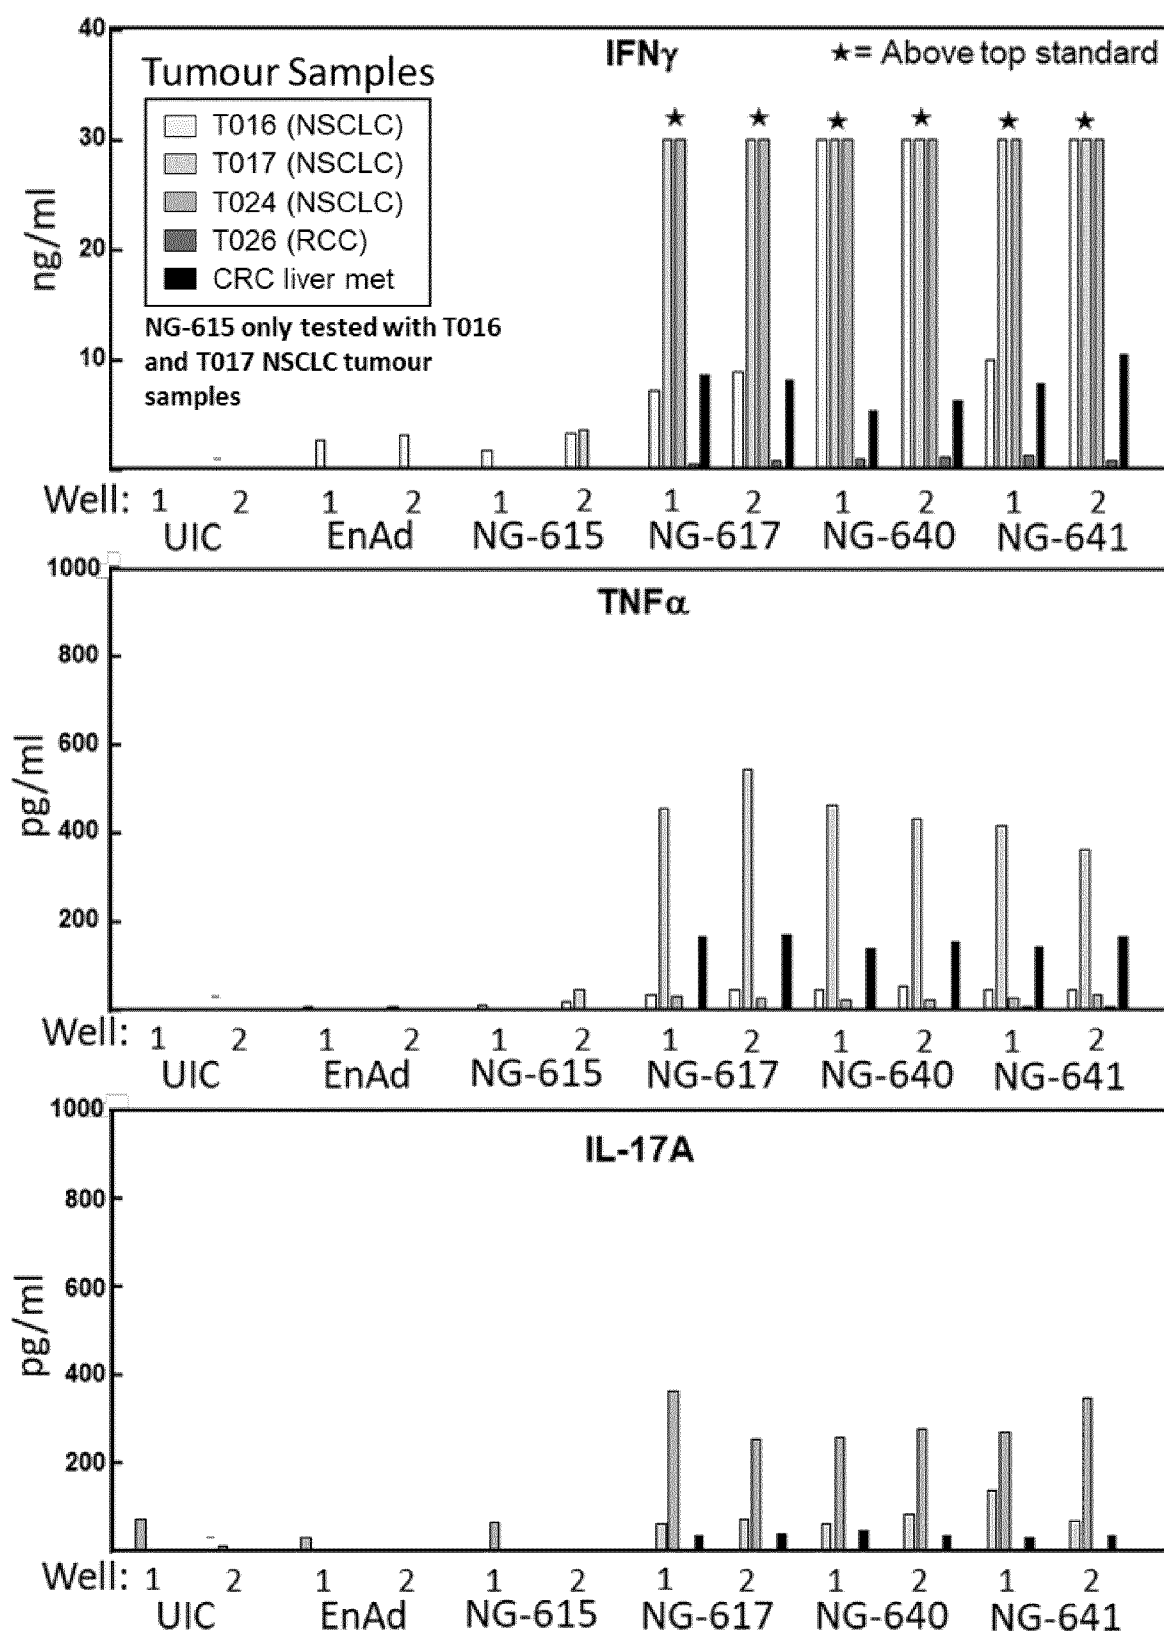 40
IFNγ
★= Above top standard
Tumour Samples
T016 (NSCLC)
T017 (NSCLC)
T024 (NSCLC)
T026 (RCC)
CRC liver met
NG-615 only tested with T016
and T017 NSCLC tumour
samples
30
20
10
ng/ml
Well: 1 2 1 2 1 2 1 2 1 2 1 2
UIC EnAd NG-615 NG-617 NG-640 NG-641
1000
TNFα
800
600
400
200
pg/ml
Well: 1 2 1 2 1 2 1 2 1 2 1 2
UIC EnAd NG-615 NG-617 NG-640 NG-641
1000
IL-17A
800
600
400
200
pg/ml
Well: 1 2 1 2 1 2 1 2 1 2 1 2
UIC EnAd NG-615 NG-617 NG-640 NG-641